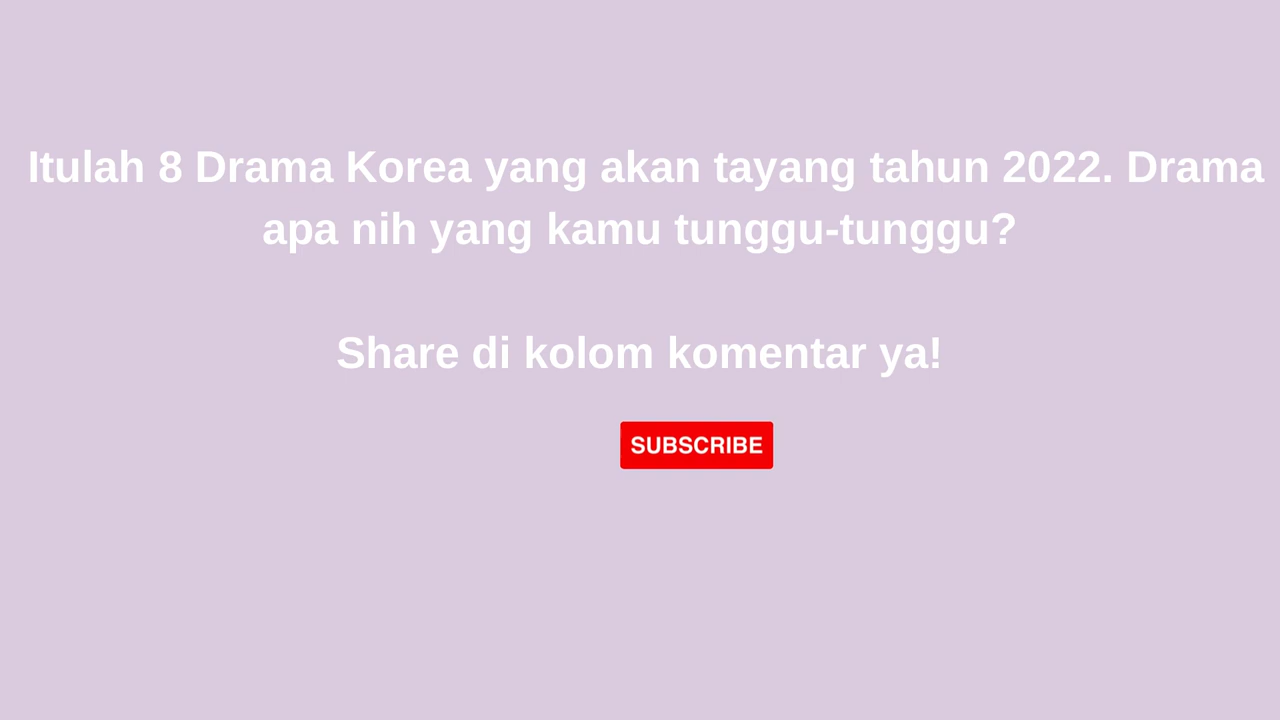 Itulah 8 Drama Korea yang akan tayang tahun 2022. Drama
apa nih yang kamu tunggu-tunggu?
Share di kolom komentar ya!
SUBSCRIBE